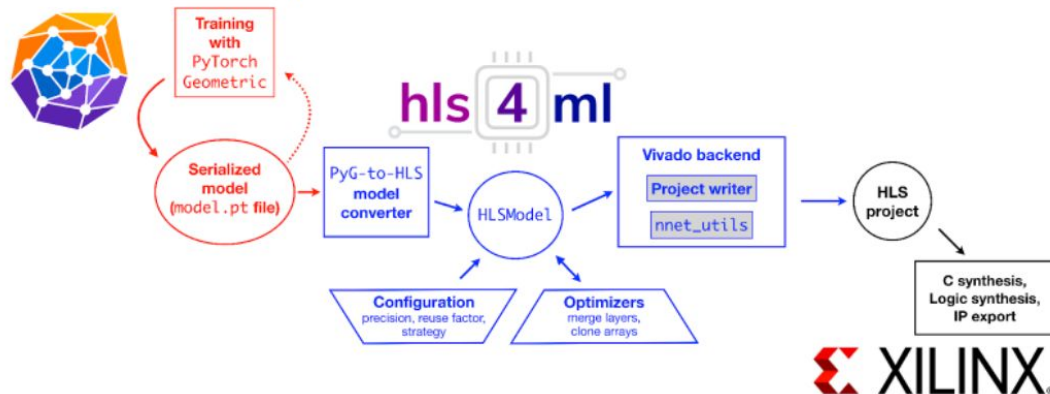 Training
with
PyTorch
Geometric
hls 4 ml
Serialized
model
(model.pt file)
PyG-to-HLS
model
converter
HLSModel
Vivado backend
Project writer
nnet_utils
HLS
project
Configuration
precision, reuse factor,
strategy
Optimizers
merge layers,
clone arrays
C synthesis,
Logic synthesis,
IP export
XILINX